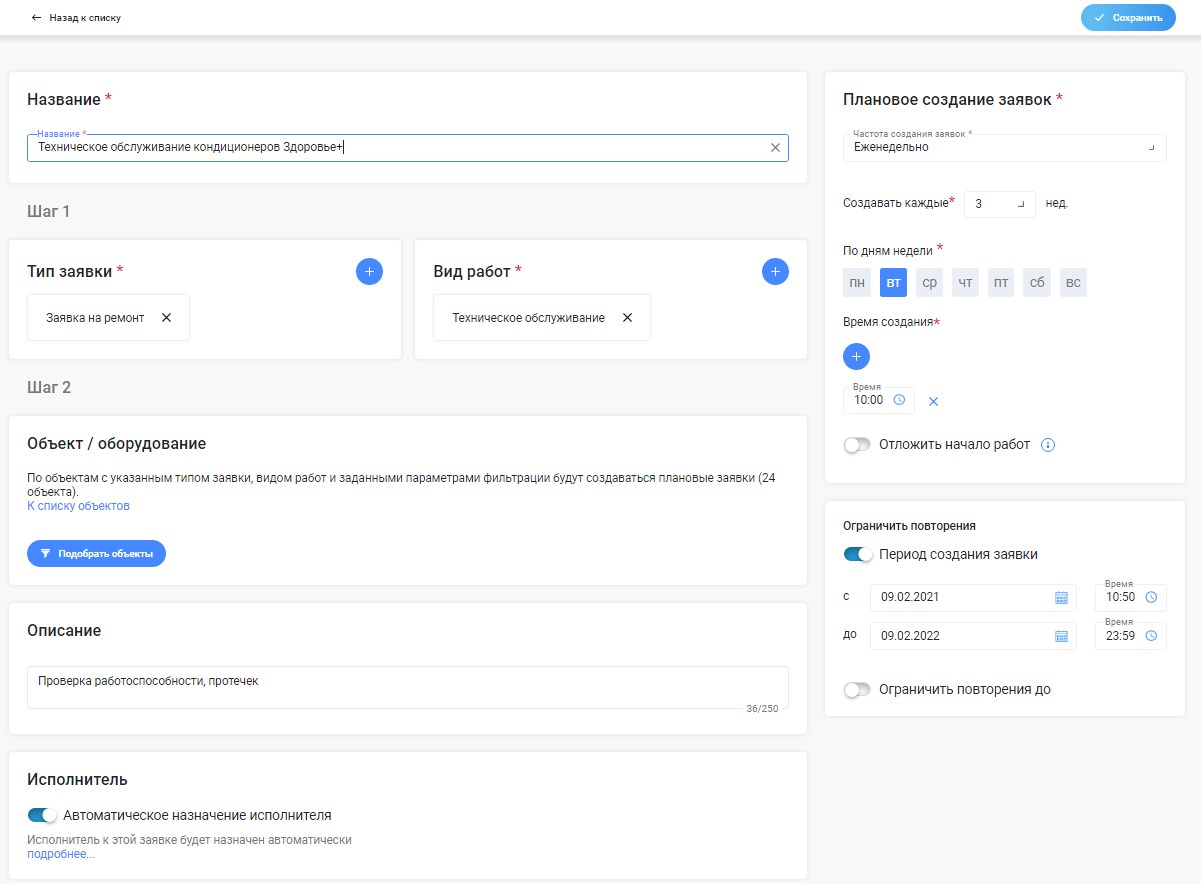 Назад к списку
Сохранить
Название *
Название *
Техническое обслуживание кондиционеров Здоровье+
Шаг 1
Тип заявки *
Заявка на ремонт
Вид работ *
Техническое обслуживание
Шаг 2
Объект / оборудование
По объектам с указанным типом заявки, видом работ и заданными параметрами фильтрации будут создаваться плановые заявки (24
объекта).
К списку объектов
Подобрать объекты
Описание
Проверка работоспособности, протечек
36/250
Исполнитель
Автоматическое назначение исполнителя
Исполнитель к этой заявке будет назначен автоматически
подробнее...
Плановое создание заявок *
Частота создания заявок *
Еженедельно
Создавать каждые* 3 нед.
По дням недели *
пн вт ср чт пт сб вс
Время создания*
Время
10:00
Отложить начало работ
Ограничить повторения
Период создания заявки
Время
с 09.02.2021 10:50
Время
до 09.02.2022 23:59
Ограничить повторения до